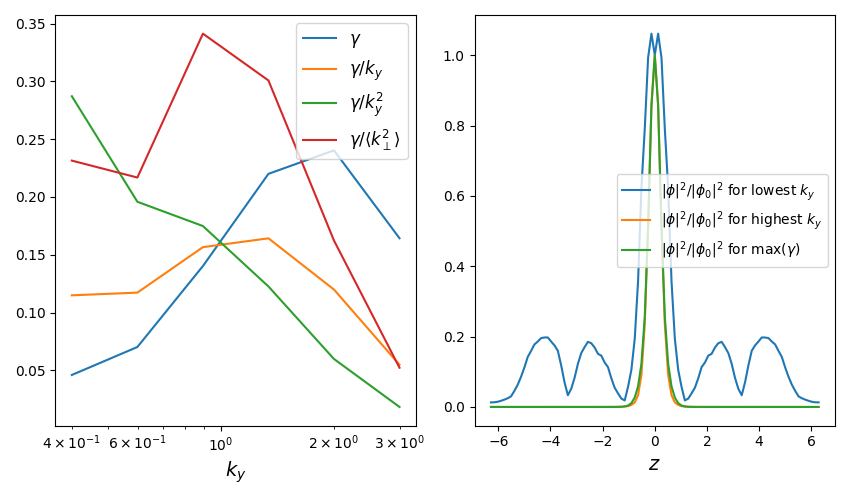 0.35
0.30
0.25
0.20
0.15
0.10
0.05
γ
γ/k_y
γ/k_y^2
γ/⟨k_⊥^2⟩
4 × 10^{-1} 6 × 10^{-1} 10^0 2 × 10^0 3 × 10^0
k_y
1.0
0.8
0.6
0.4
0.2
0.0
|ϕ|^2/|ϕ_0|^2 for lowest k_y
|ϕ|^2/|ϕ_0|^2 for highest k_y
|ϕ|^2/|ϕ_0|^2 for max(γ)
−6 −4 −2 0 2 4 6
z